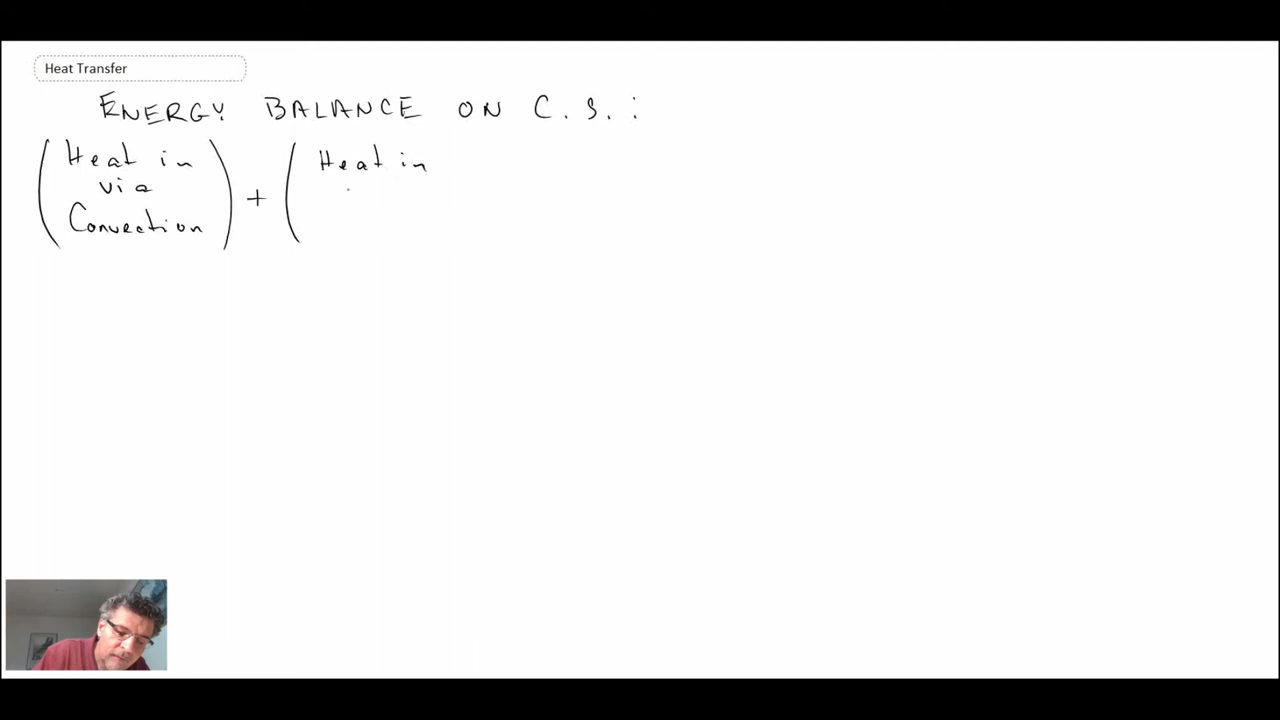 Heat Transfer
ENERGY BALANCE ON C.S.:
(Heat in via Convection) + (Heat in